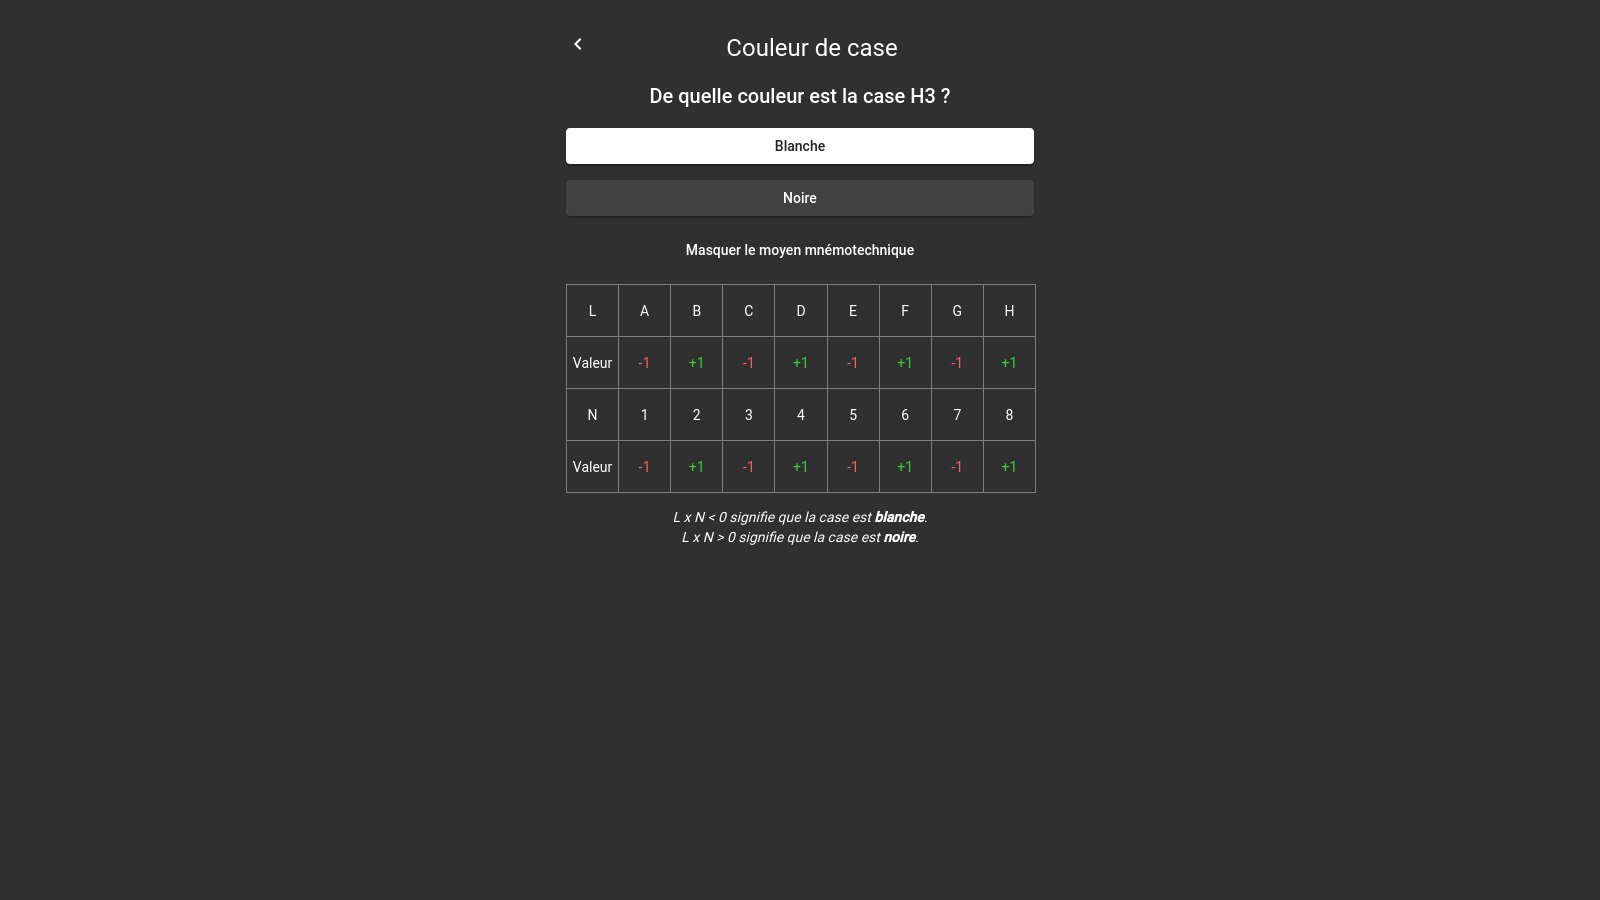 Couleur de case
De quelle couleur est la case H3 ?
Blanche
Noire
Masquer le moyen mnémotechnique
L A B C D E F G H
Valeur -1 +1 -1 +1 -1 +1 -1 +1
N 1 2 3 4 5 6 7 8
Valeur -1 +1 -1 +1 -1 +1 -1 +1
L x N < 0 signifie que la case est blanche.
L x N > 0 signifie que la case est noire.